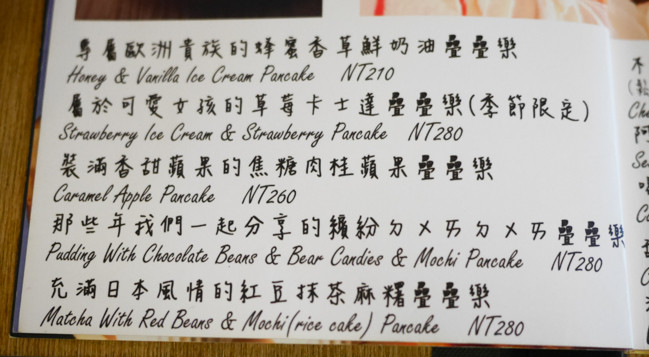 專屬歐洲貴族的蜂蜜香草鮮奶油疊疊樂
Honey & Vanilla Ice Cream Pancake NT210
屬於可愛女孩的草莓卡士達疊疊樂(季節限定)
Strawberry Ice Cream & Strawberry Pancake NT280
裝滿香甜蘋果的焦糖肉桂蘋果疊疊樂
Caramel Apple Pancake NT260
那些年我們一起分享的繽紛ㄉㄨㄞㄉㄨㄞ疊疊樂
Pudding With Chocolate Beans & Bear Candies & Mochi Pancake NT280
充滿日本風情的紅豆抹茶麻糬疊疊樂
Matcha With Red Beans & Mochi(rice cake) Pancake NT280